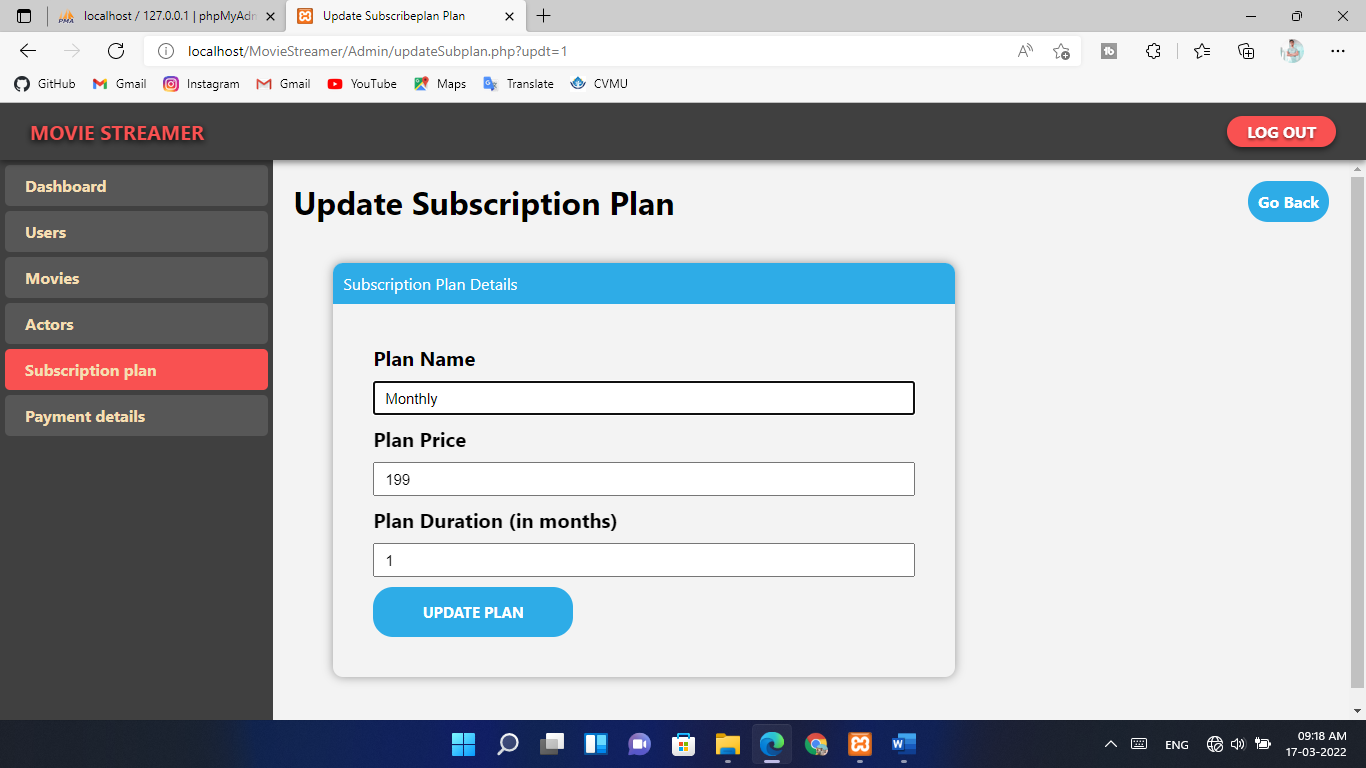 localhost / 127.0.0.1 | phpMyAdm
Update Subscribeplan Plan
localhost/MovieStreamer/Admin/updateSubplan.php?updt=1
GitHub Gmail Instagram Gmail YouTube Maps Translate CVMU
MOVIE STREAMER
LOG OUT
Dashboard
Users
Movies
Actors
Subscription plan
Payment details
Update Subscription Plan
Go Back
Subscription Plan Details
Plan Name
Monthly
Plan Price
199
Plan Duration (in months)
1
UPDATE PLAN
ENG
09:18 AM
17-03-2022